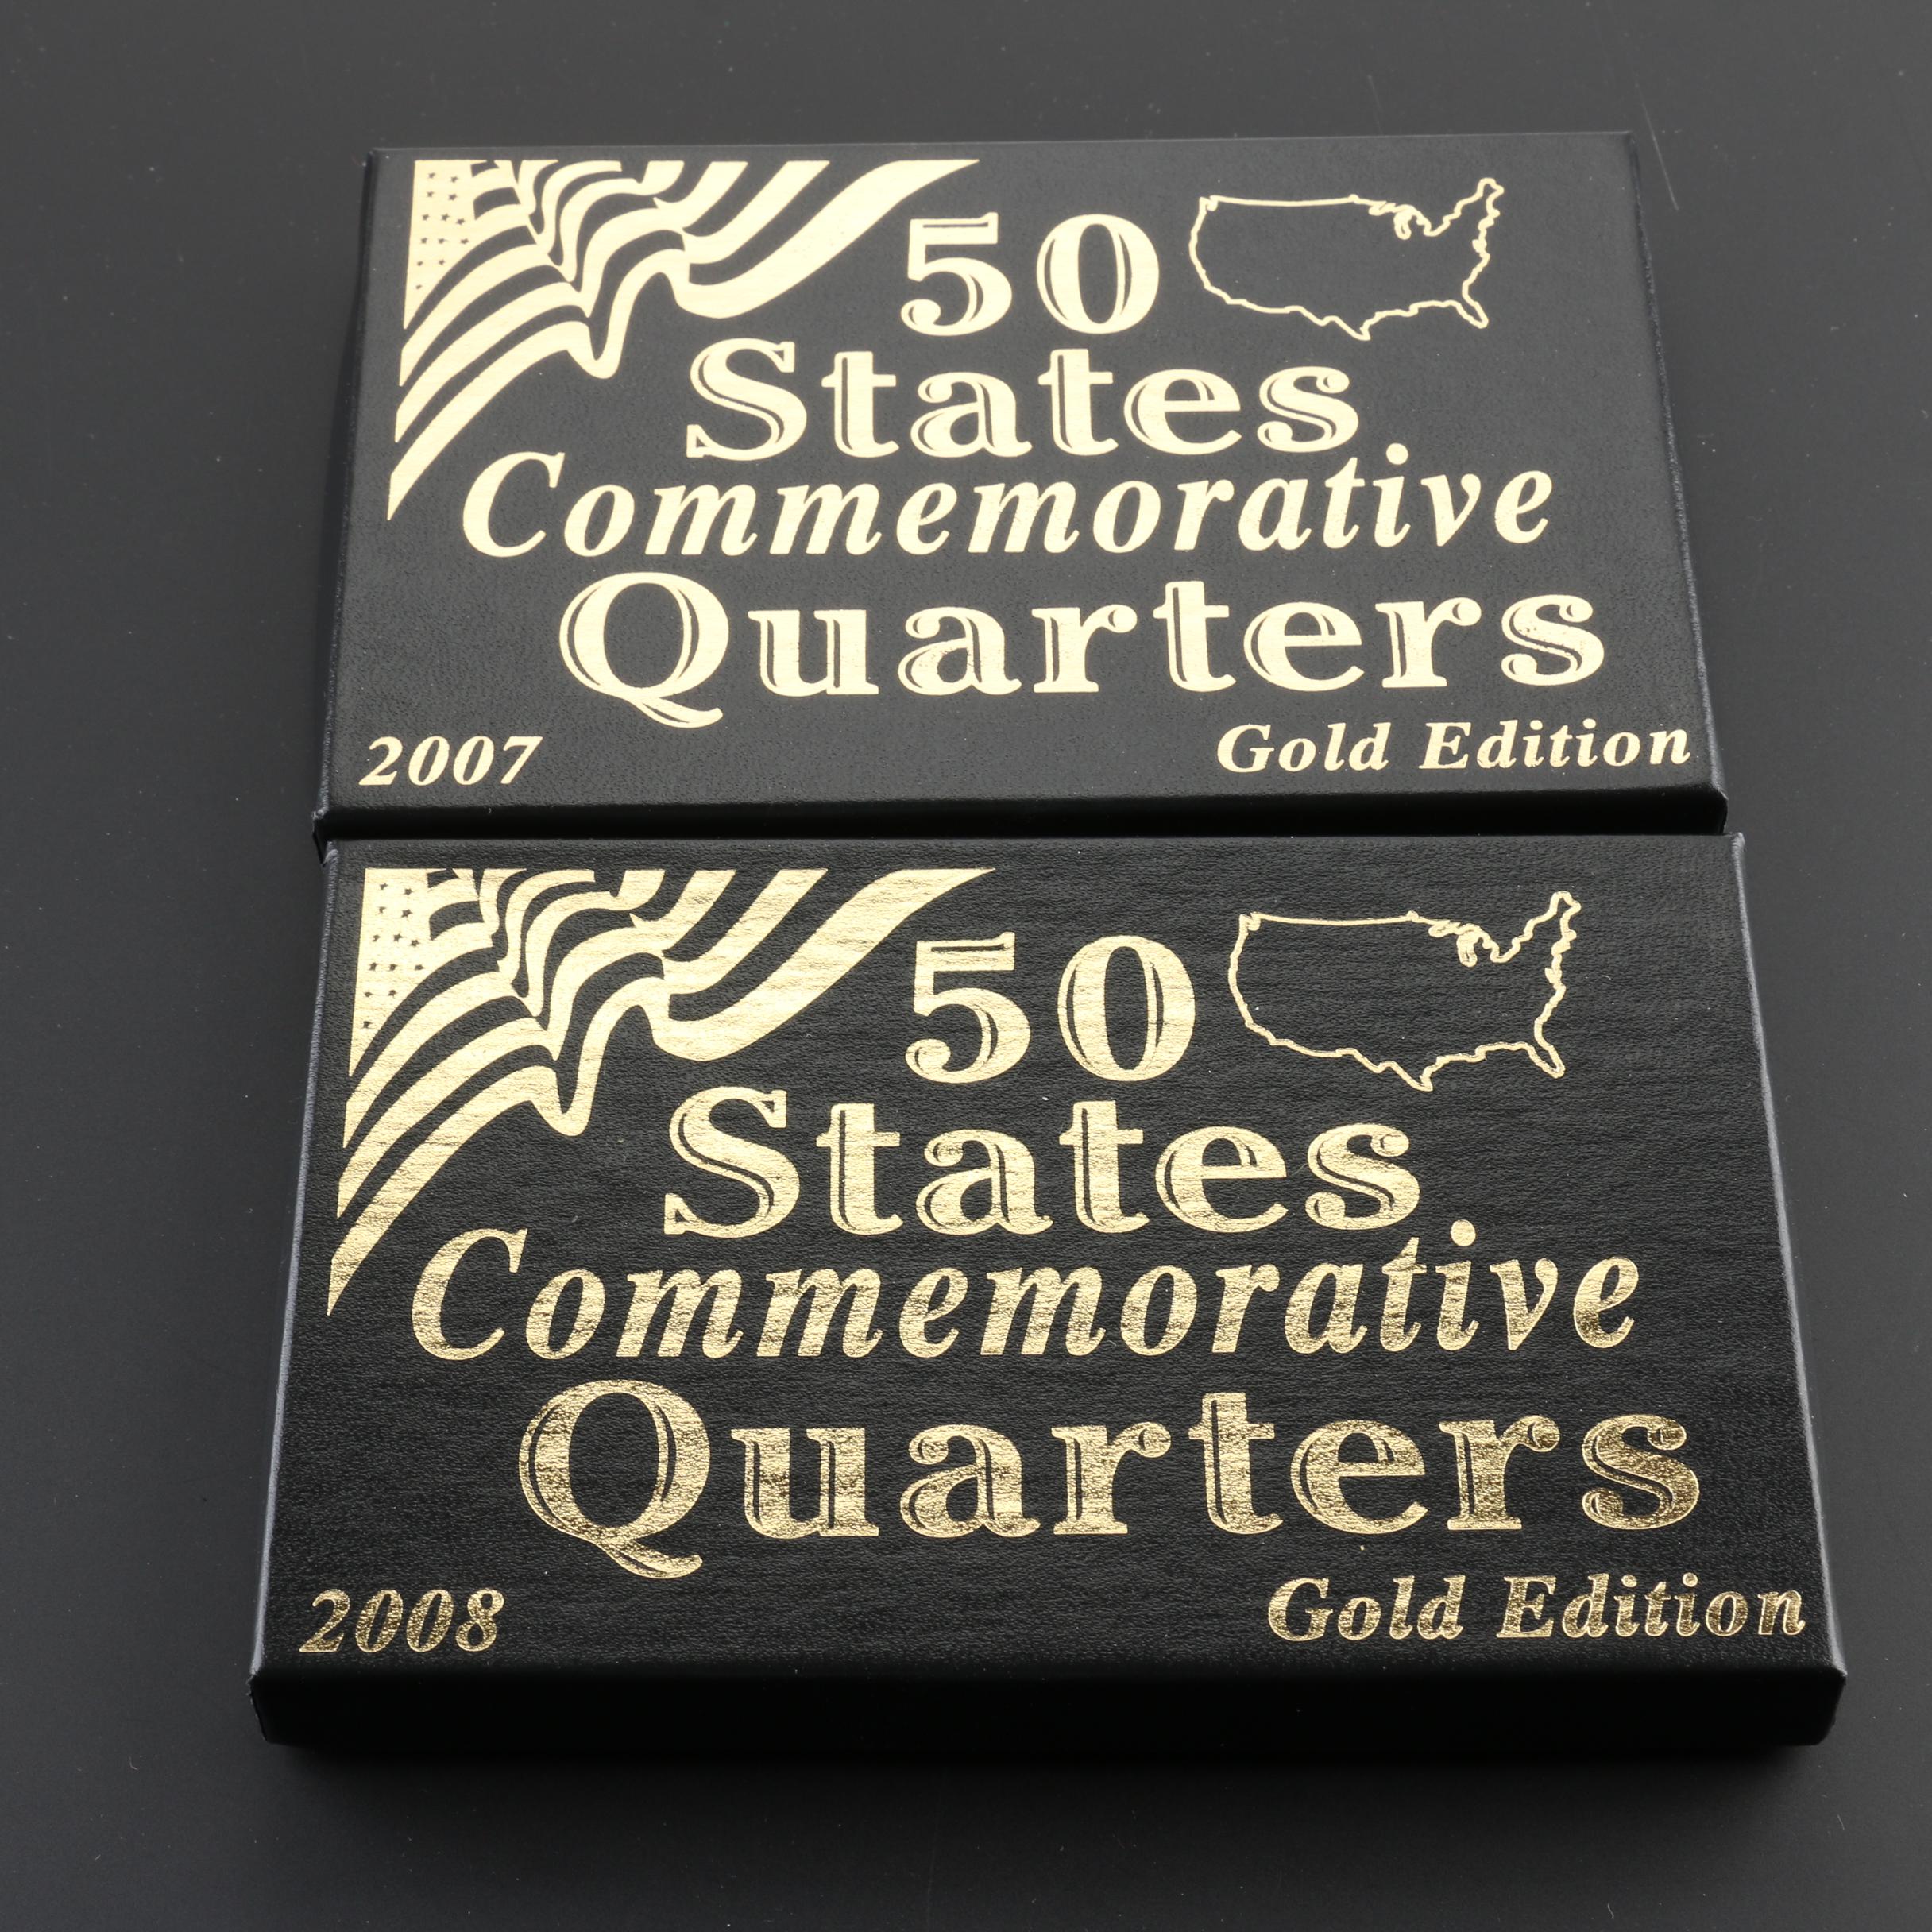 50
States
Commemorative
Quarters
2007 Gold Edition
50
States
Commemorative
Quarters
2008 Gold Edition